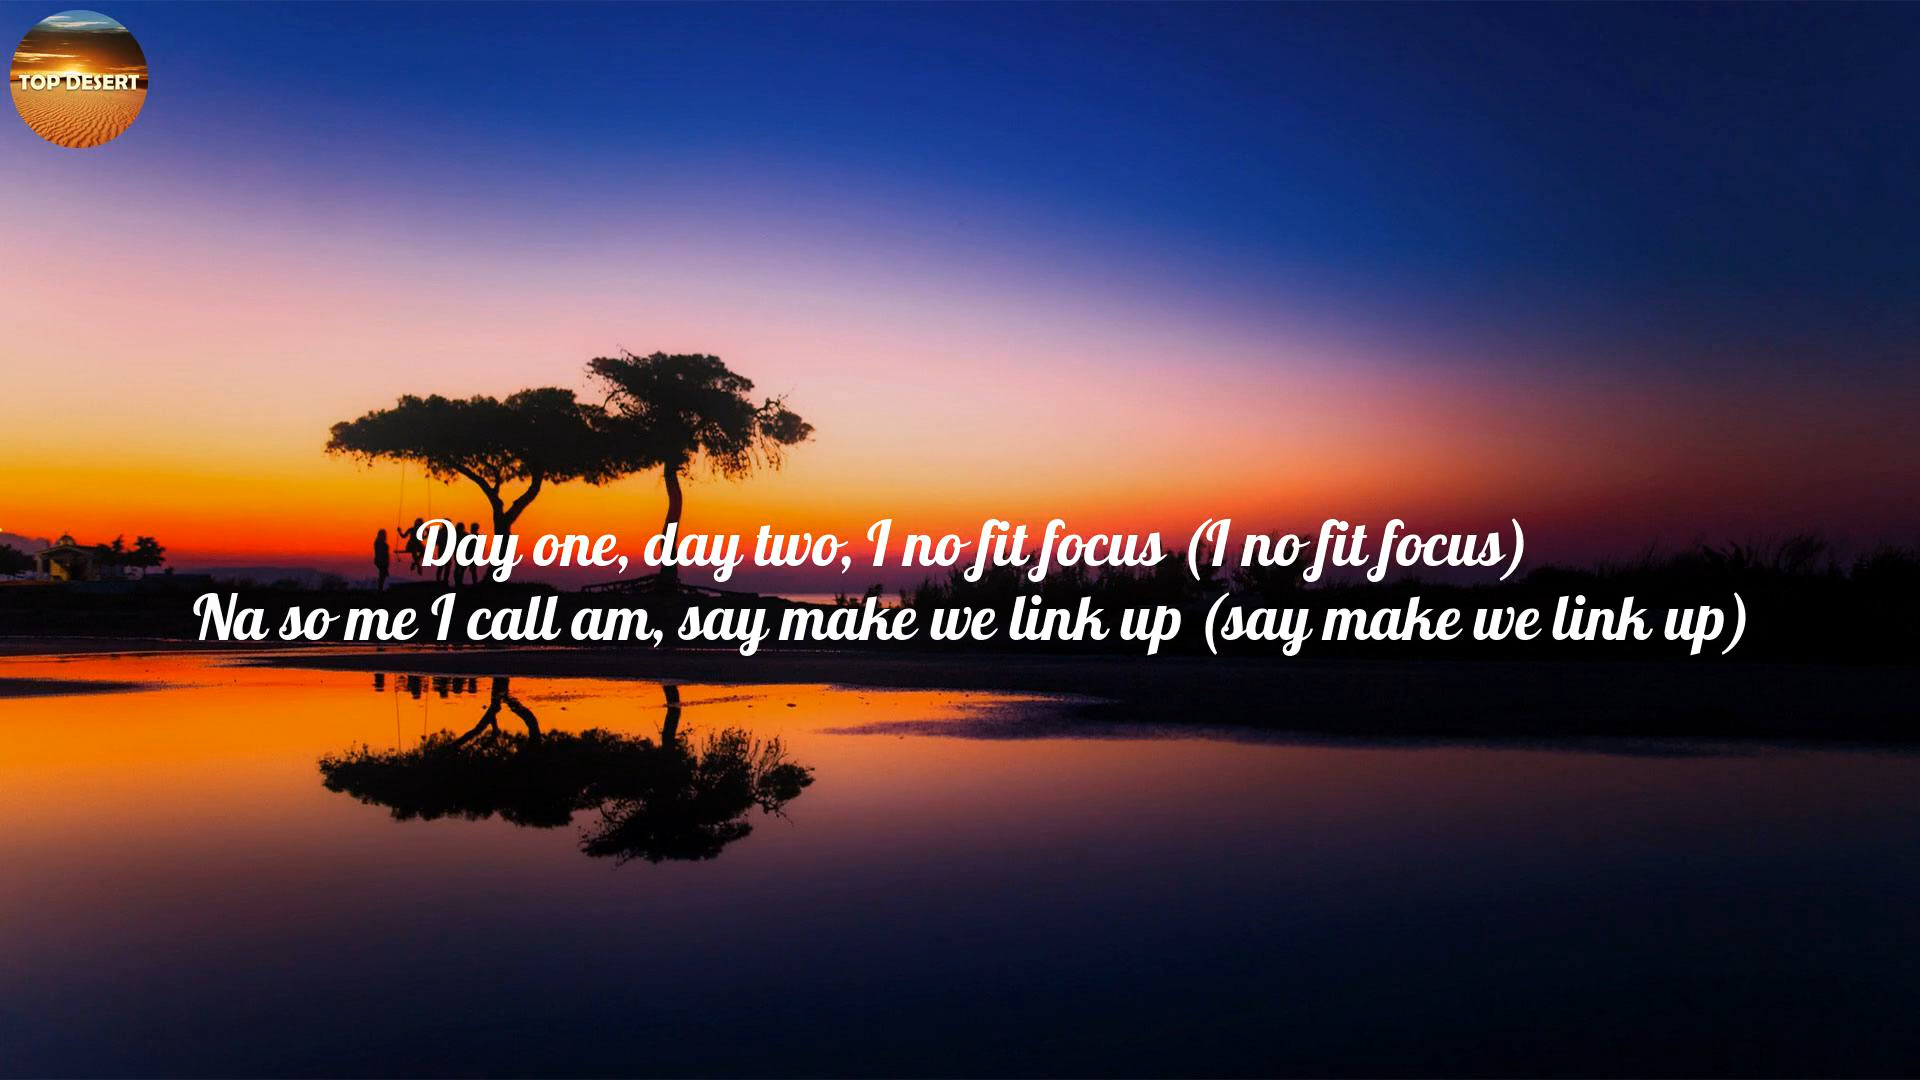 TOP DESERT
Day one, day two, I no fit focus (I no fit focus)
Na so me I call am, say make we link up (say make we link up)